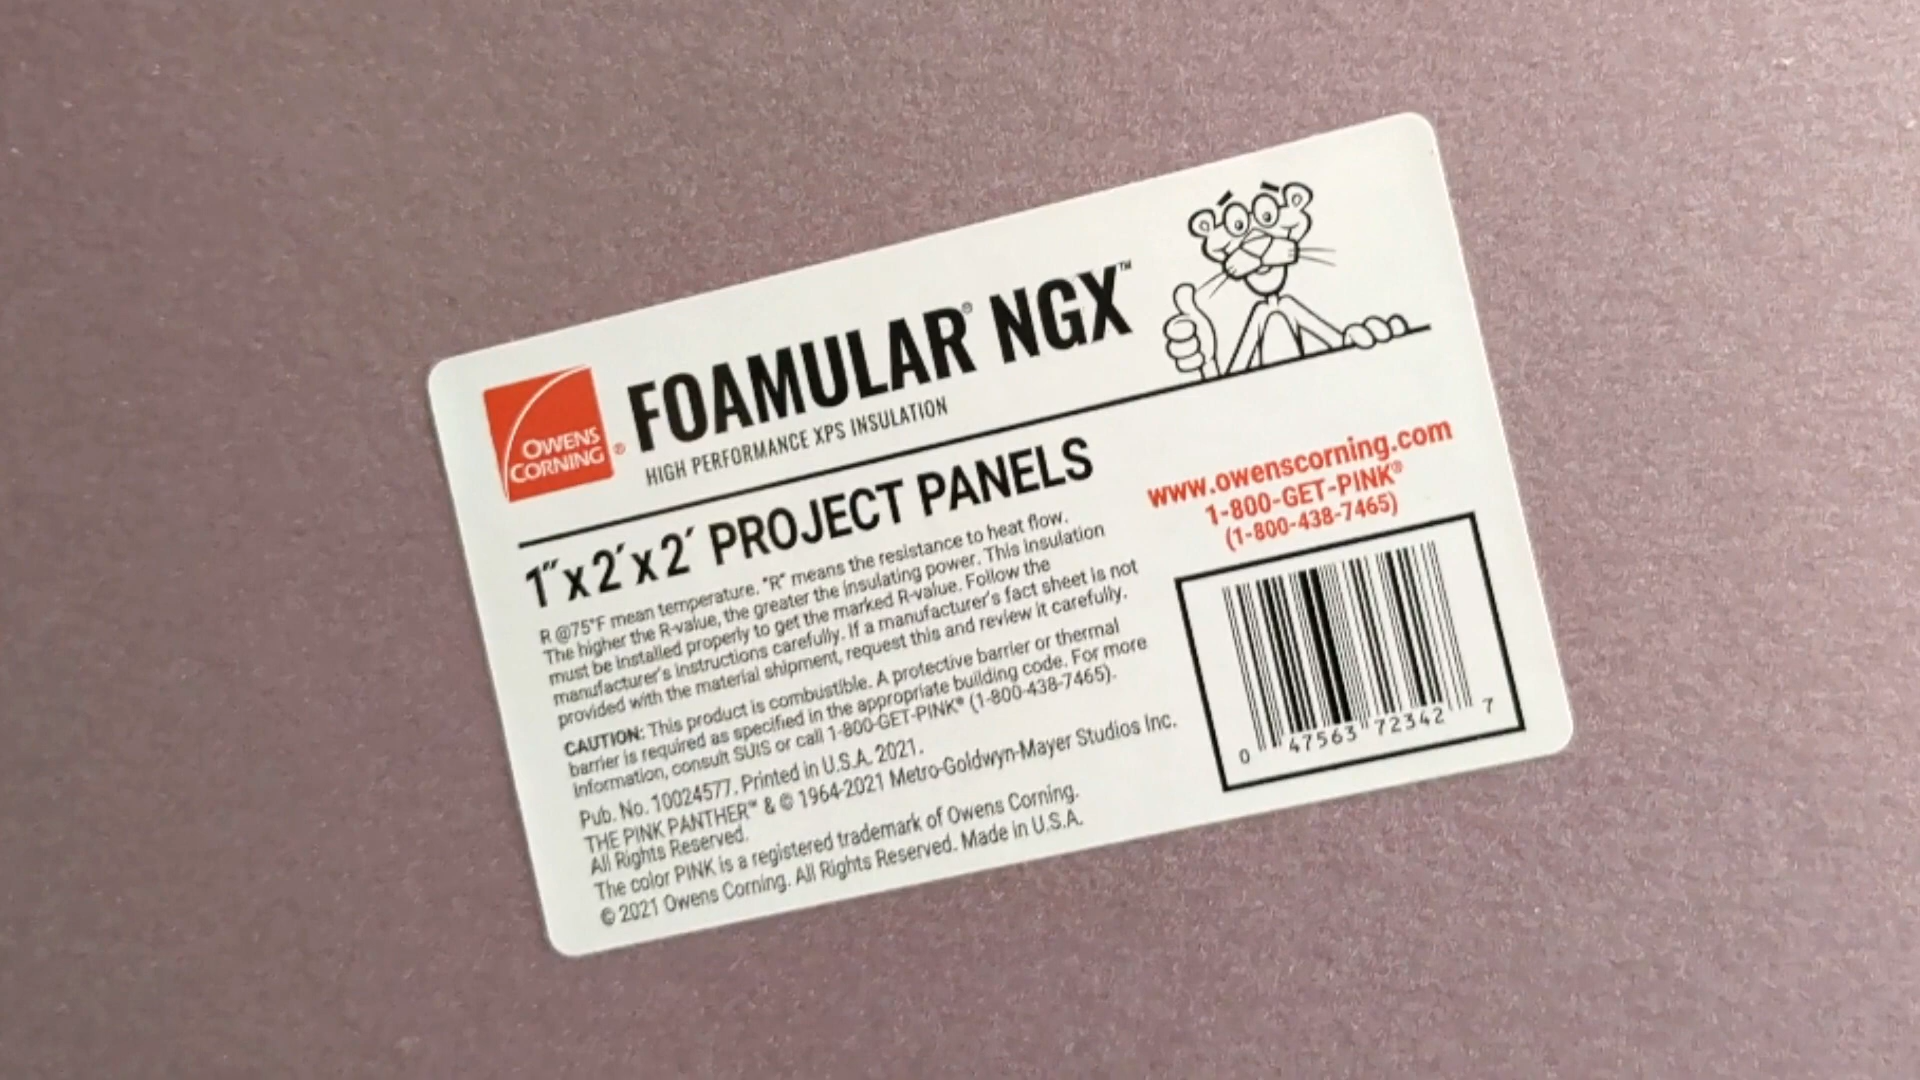 OWENS
CORNING®
FOAMULAR® NGX™
HIGH PERFORMANCE XPS INSULATION
1″ x 2′ x 2′ PROJECT PANELS
R @75°F mean temperature. "R" means the resistance to heat flow.
The higher the R-value, the greater the insulating power. This insulation
must be installed properly to get the marked R-value. Follow the
manufacturer's instructions carefully. If a manufacturer's fact sheet is not
provided with the material shipment, request this and review it carefully.
CAUTION: This product is combustible. A protective barrier or thermal
barrier is required as specified in the appropriate building code. For more
information, consult SUIS or call 1-800-GET-PINK® (1-800-438-7465).
Pub. No. 10024577. Printed in U.S.A. 2021.
THE PINK PANTHER™ & © 1964-2021 Metro-Goldwyn-Mayer Studios Inc.
All Rights Reserved.
The color PINK is a registered trademark of Owens Corning.
© 2021 Owens Corning. All Rights Reserved. Made in U.S.A.
www.owenscorning.com
1-800-GET-PINK®
(1-800-438-7465)
0 47563 72342 7